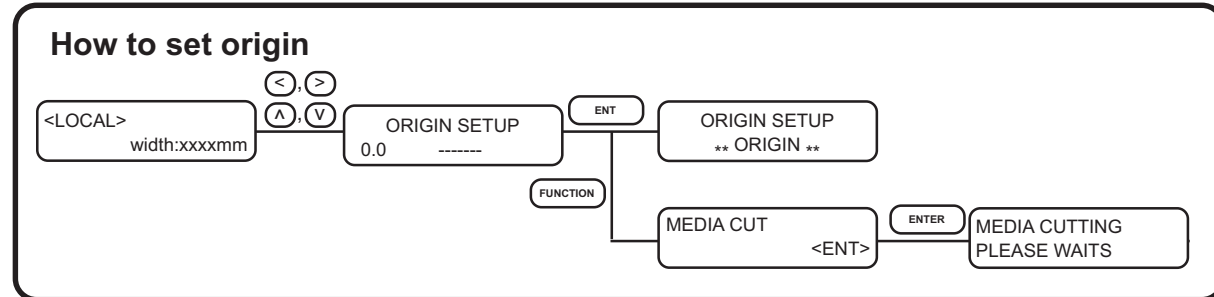 How to set origin
<LOCAL>
width:xxxxmm
<,>
∧,∨
ORIGIN SETUP
0.0 -------
ENT
ORIGIN SETUP
** ORIGIN **
FUNCTION
MEDIA CUT
<ENT>
ENTER
MEDIA CUTTING
PLEASE WAITS